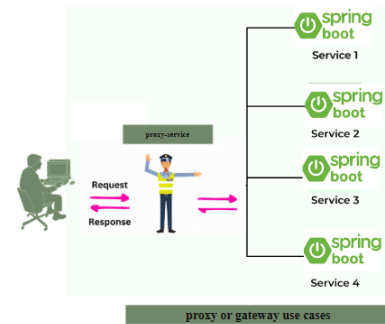 spring
boot
Service 1
spring
boot
Service 2
proxy-service
Request
Response
spring
boot
Service 3
spring
boot
Service 4
proxy or gateway use cases